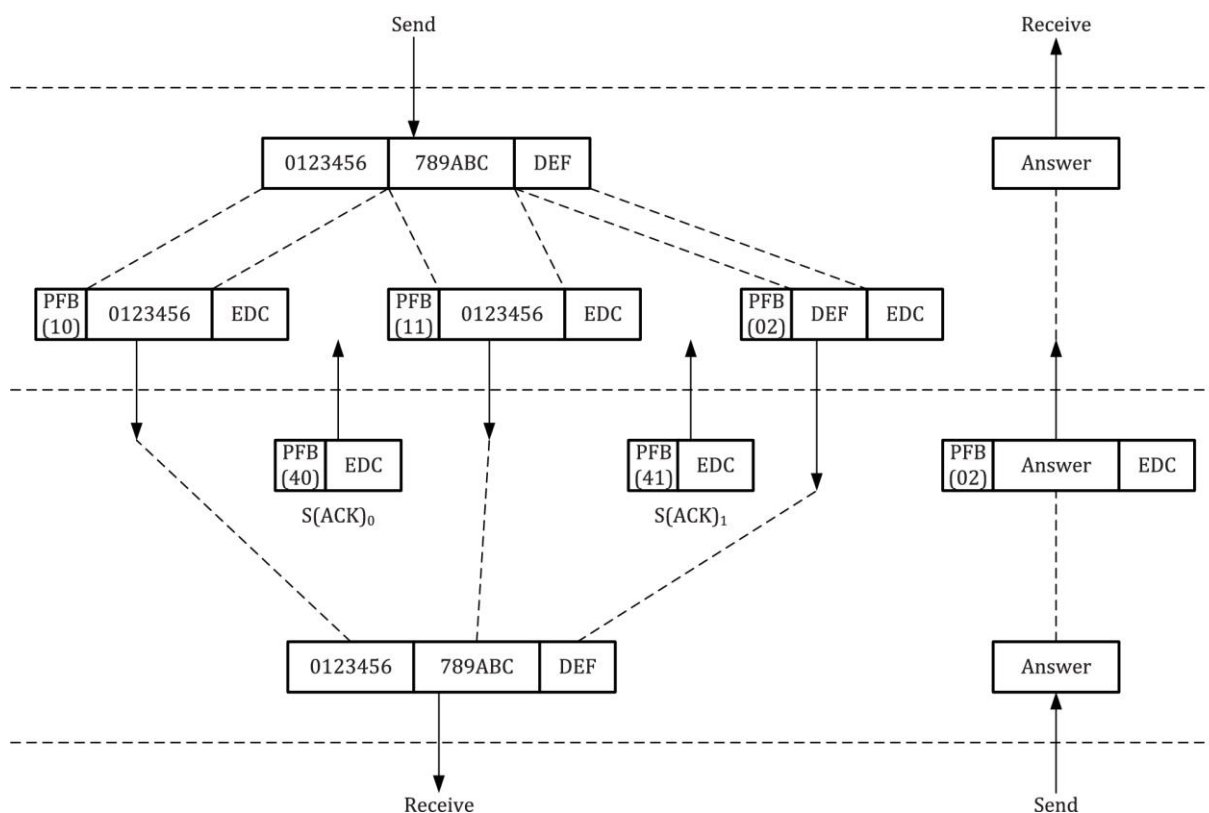 Send
Receive
0123456
789ABC
DEF
Answer
PFB
(10)
0123456
EDC
PFB
(11)
0123456
EDC
PFB
(02)
DEF
EDC
PFB
(40)
EDC
S(ACK)₀
PFB
(41)
EDC
S(ACK)₁
PFB
(02)
Answer
EDC
0123456
789ABC
DEF
Answer
Receive
Send